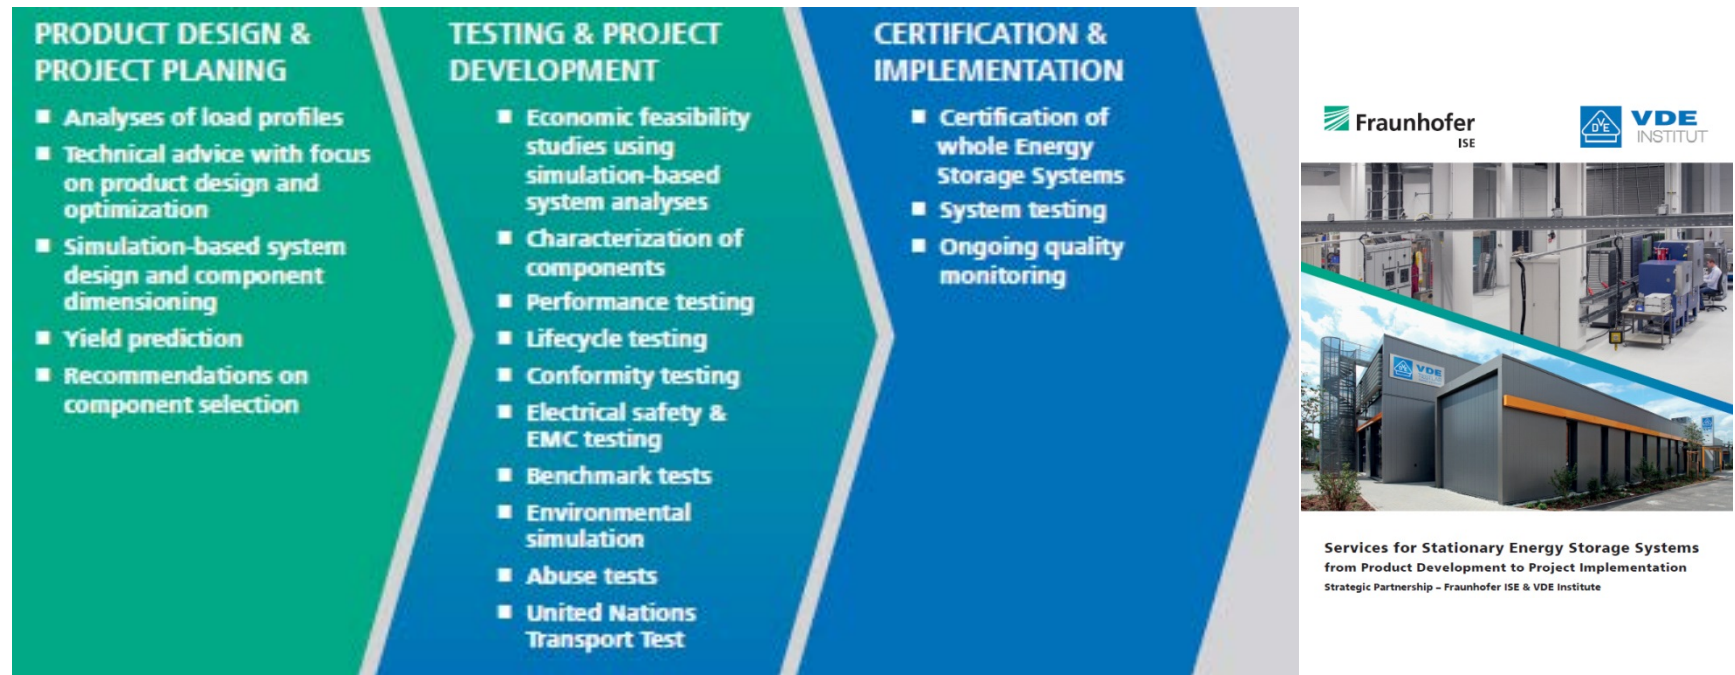 PRODUCT DESIGN &
PROJECT PLANING
Analyses of load profiles
Technical advice with focus
on product design and
optimization
Simulation-based system
design and component
dimensioning
Yield prediction
Recommendations on
component selection
TESTING & PROJECT
DEVELOPMENT
Economic feasibility
studies using
simulation-based
system analyses
Characterization of
components
Performance testing
Lifecycle testing
Conformity testing
Electrical safety &
EMC testing
Benchmark tests
Environmental
simulation
Abuse tests
United Nations
Transport Test
CERTIFICATION &
IMPLEMENTATION
Certification of
whole Energy
Storage Systems
System testing
Ongoing quality
monitoring
Fraunhofer
ISE
DVE
VDE
INSTITUT
VDE
Services for Stationary Energy Storage Systems
from Product Development to Project Implementation
Strategic Partnership – Fraunhofer ISE & VDE Institute